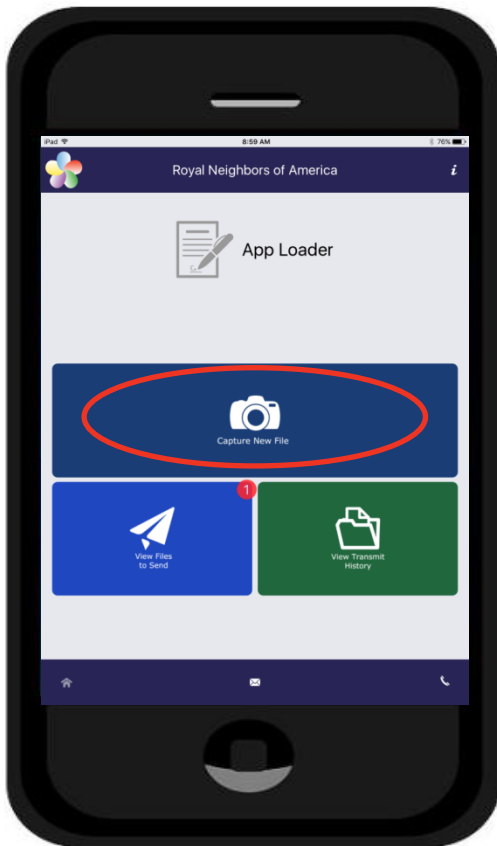 iPad 8:59 AM 76%
Royal Neighbors of America i
App Loader
Capture New File
1
View Files
to Send
View Transmit
History